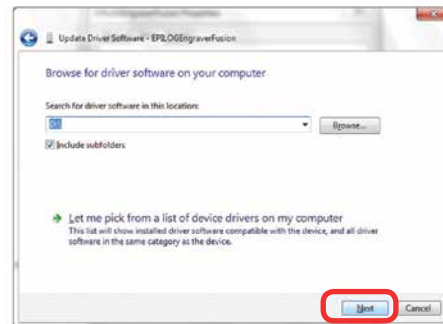 Update Driver Software - EPILOGEngraverFusion
Browse for driver software on your computer
Search for driver software in this location:
D:\
Browse...
Include subfolders
Let me pick from a list of device drivers on my computer
This list will show installed driver software compatible with the device, and all driver
software in the same category as the device.
Next
Cancel